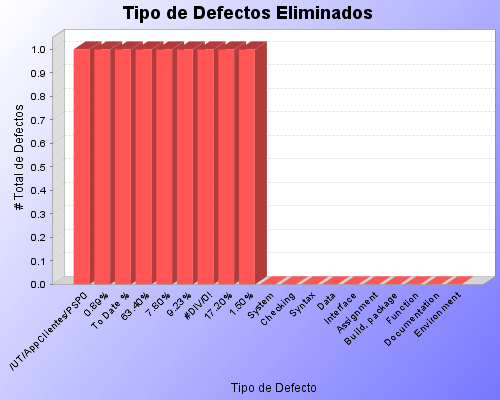 Tipo de Defectos Eliminados
# Total de Defectos
1.0
0.9
0.8
0.7
0.6
0.5
0.4
0.3
0.2
0.1
0.0
/UT/AppClientes/PSP0
0.89%
To Date %
63.40%
7.80%
9.23%
#DIV/0!
17.20%
1.50%
System
Checking
Syntax
Data
Interface
Assignment
Build, package
Function
Documentation
Environment
Tipo de Defecto